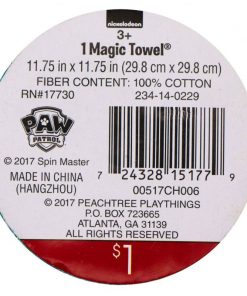 nickelodeon
3+
1 Magic Towel®
11.75 in x 11.75 in (29.8 cm x 29.8 cm)
FIBER CONTENT: 100% COTTON
RN#17730 234-14-0229
PAW
PATROL
© 2017 Spin Master
MADE IN CHINA
(HANGZHOU)
7 24328 15177 9
00517CH006
© 2017 PEACHTREE PLAYTHINGS
P.O. BOX 723665
ATLANTA, GA 31139
ALL RIGHTS RESERVED
$1